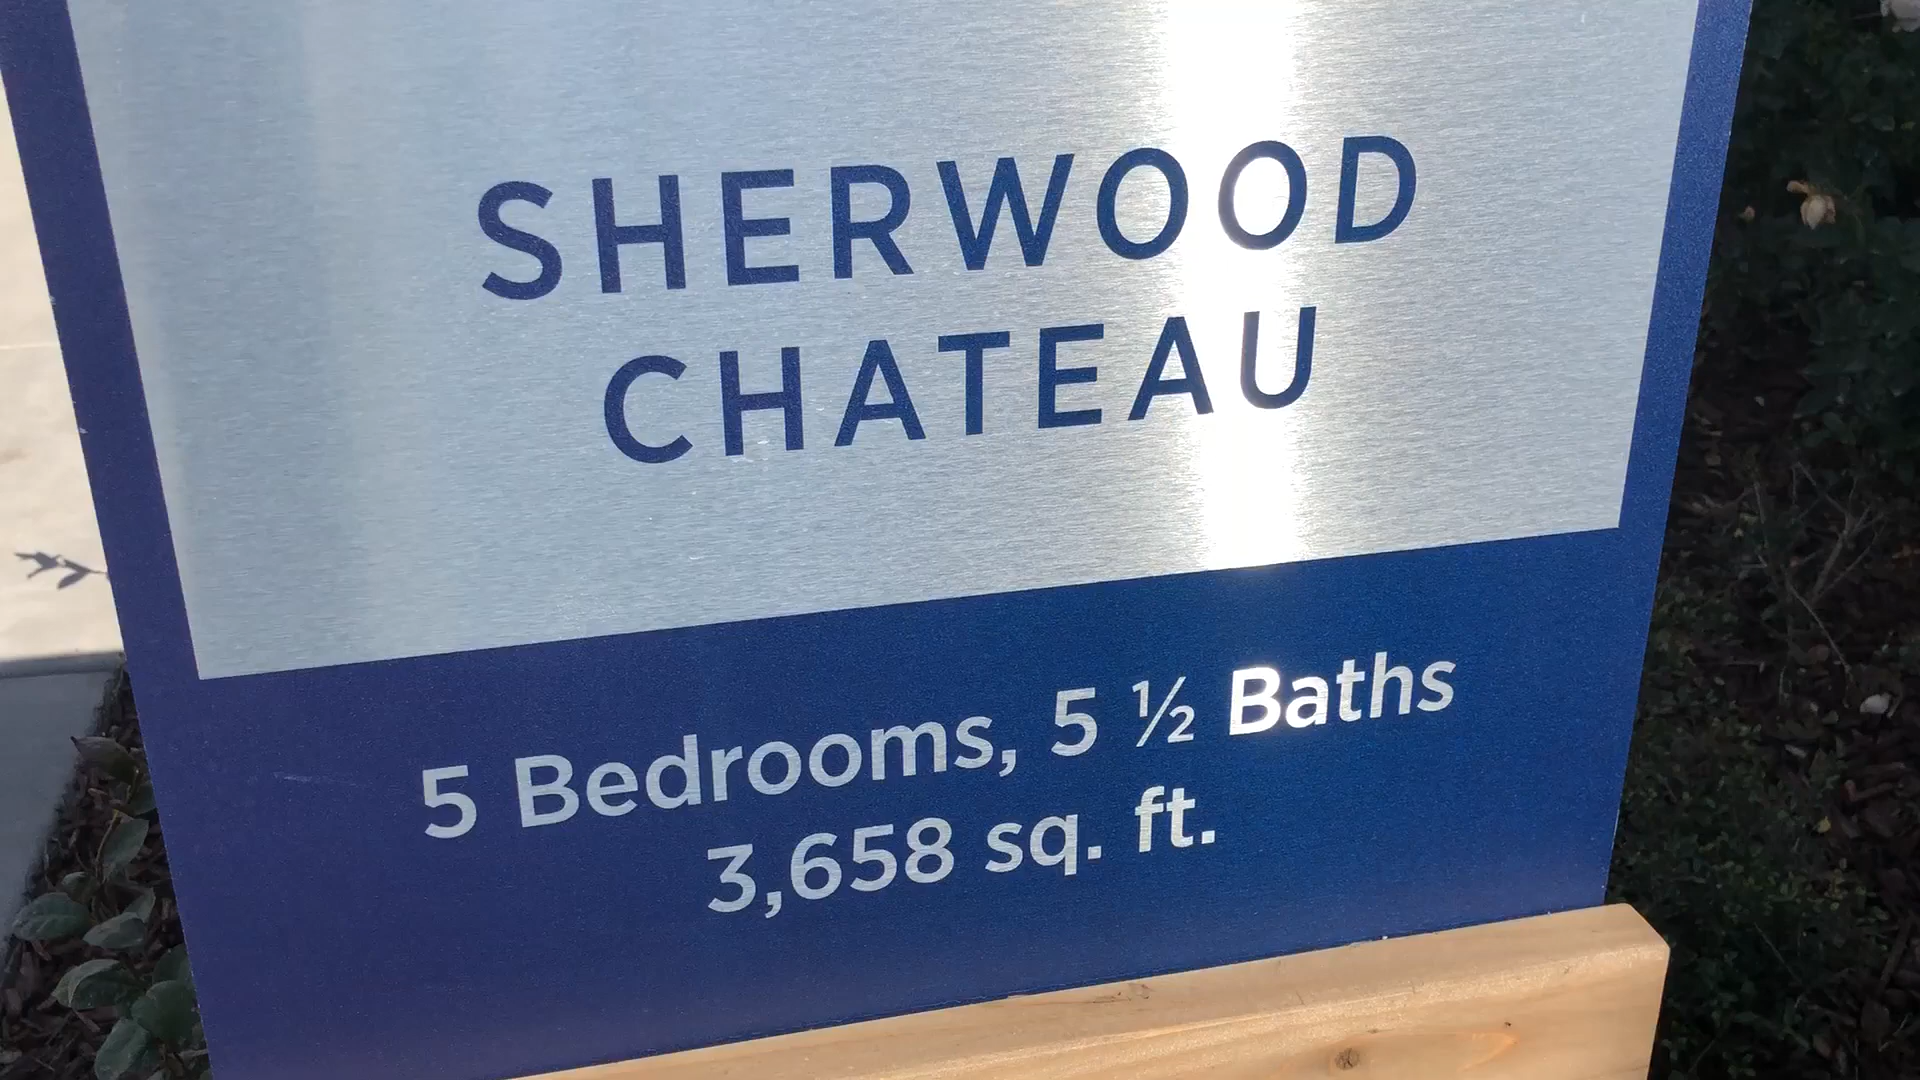 SHERWOOD
CHATEAU
5 Bedrooms, 5 ½ Baths
3,658 sq. ft.